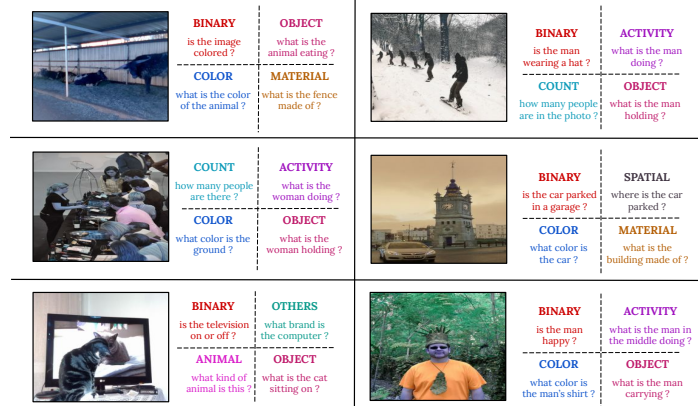 BINARY
is the image
colored ?
OBJECT
what is the
animal eating ?
COLOR
what is the color
of the animal ?
MATERIAL
what is the fence
made of ?
BINARY
is the man
wearing a hat ?
ACTIVITY
what is the man
doing ?
COUNT
how many people
are in the photo ?
OBJECT
what is the man
holding ?
COUNT
how many people
are there ?
ACTIVITY
what is the
woman doing ?
COLOR
what color is the
ground ?
OBJECT
what is the
woman holding ?
BINARY
is the car parked
in a garage ?
SPATIAL
where is the car
parked ?
COLOR
what color is
the car ?
MATERIAL
what is the
building made of ?
BINARY
is the television
on or off ?
OTHERS
what brand is
the computer ?
ANIMAL
what kind of
animal is this ?
OBJECT
what is the cat
sitting on ?
BINARY
is the man
happy ?
ACTIVITY
what is the man in
the middle doing ?
COLOR
what color is
the man's shirt ?
OBJECT
what is the man
carrying ?